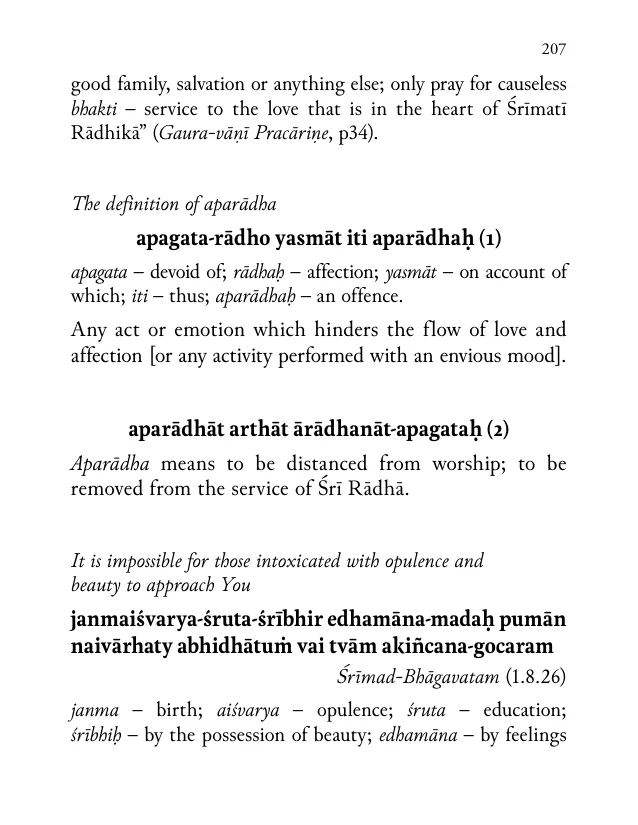 207
good family, salvation or anything else; only pray for causeless
bhakti – service to the love that is in the heart of Śrīmatī
Rādhikā” (Gaura-vāṇī Pracāriṇe, p34).
The definition of aparādha
apagata-rādho yasmāt iti aparādhaḥ (1)
apagata – devoid of; rādhaḥ – affection; yasmāt – on account of
which; iti – thus; aparādhaḥ – an offence.
Any act or emotion which hinders the flow of love and
affection [or any activity performed with an envious mood].
aparādhāt arthāt ārādhanāt-apagataḥ (2)
Aparādha means to be distanced from worship; to be
removed from the service of Śrī Rādhā.
It is impossible for those intoxicated with opulence and
beauty to approach You
janmaiśvarya-śruta-śrībhir edhamāna-madaḥ pumān
naivārhaty abhidhātuṁ vai tvām akiñcana-gocaram
Śrīmad-Bhāgavatam (1.8.26)
janma – birth; aiśvarya – opulence; śruta – education;
śrībhiḥ – by the possession of beauty; edhamāna – by feelings